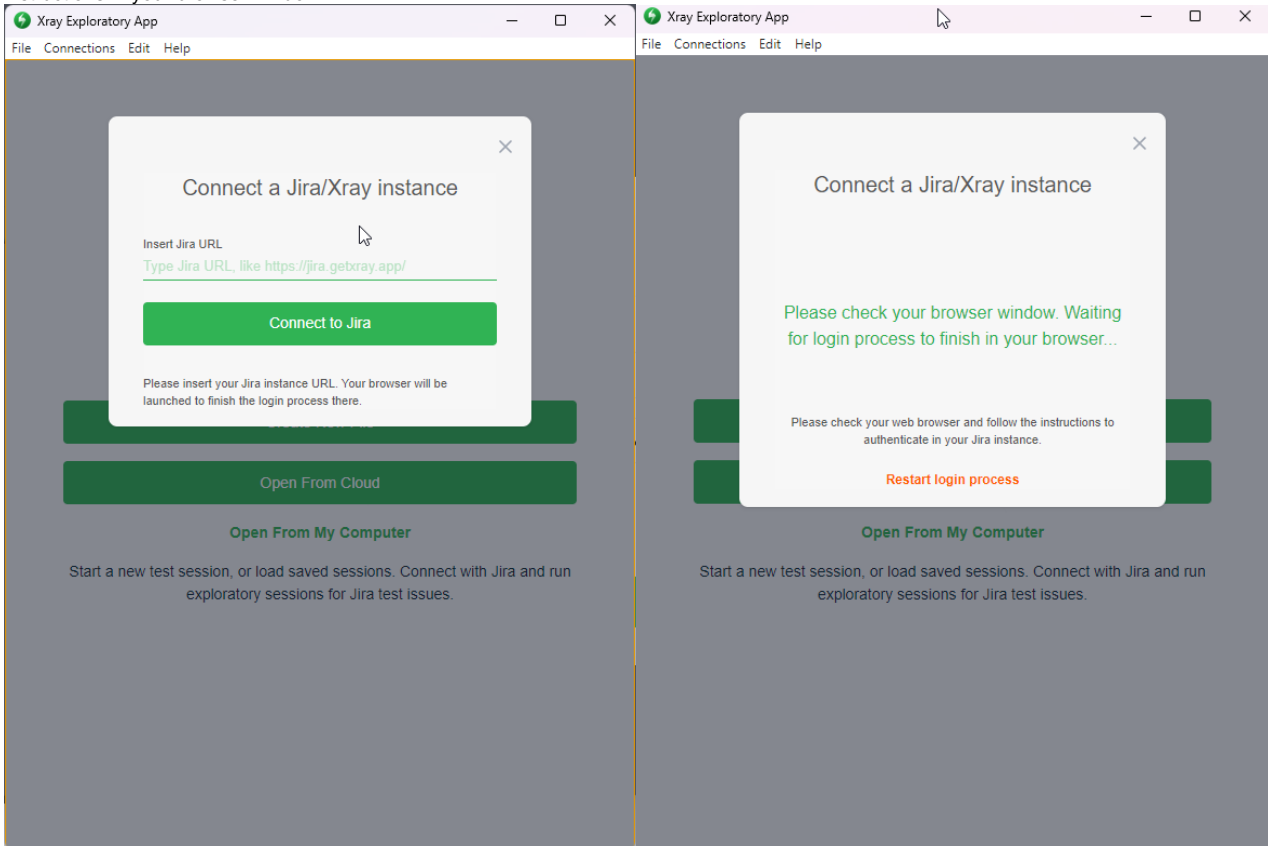 Xray Exploratory App
File Connections Edit Help
Connect a Jira/Xray instance
Insert Jira URL
Type Jira URL, like https://jira.getxray.app/
Connect to Jira
Please insert your Jira instance URL. Your browser will be
launched to finish the login process there.
Open From Cloud
Open From My Computer
Start a new test session, or load saved sessions. Connect with Jira and run
exploratory sessions for Jira test issues.
Xray Exploratory App
File Connections Edit Help
Connect a Jira/Xray instance
Please check your browser window. Waiting
for login process to finish in your browser...
Please check your web browser and follow the instructions to
authenticate in your Jira instance.
Restart login process
Open From My Computer
Start a new test session, or load saved sessions. Connect with Jira and run
exploratory sessions for Jira test issues.